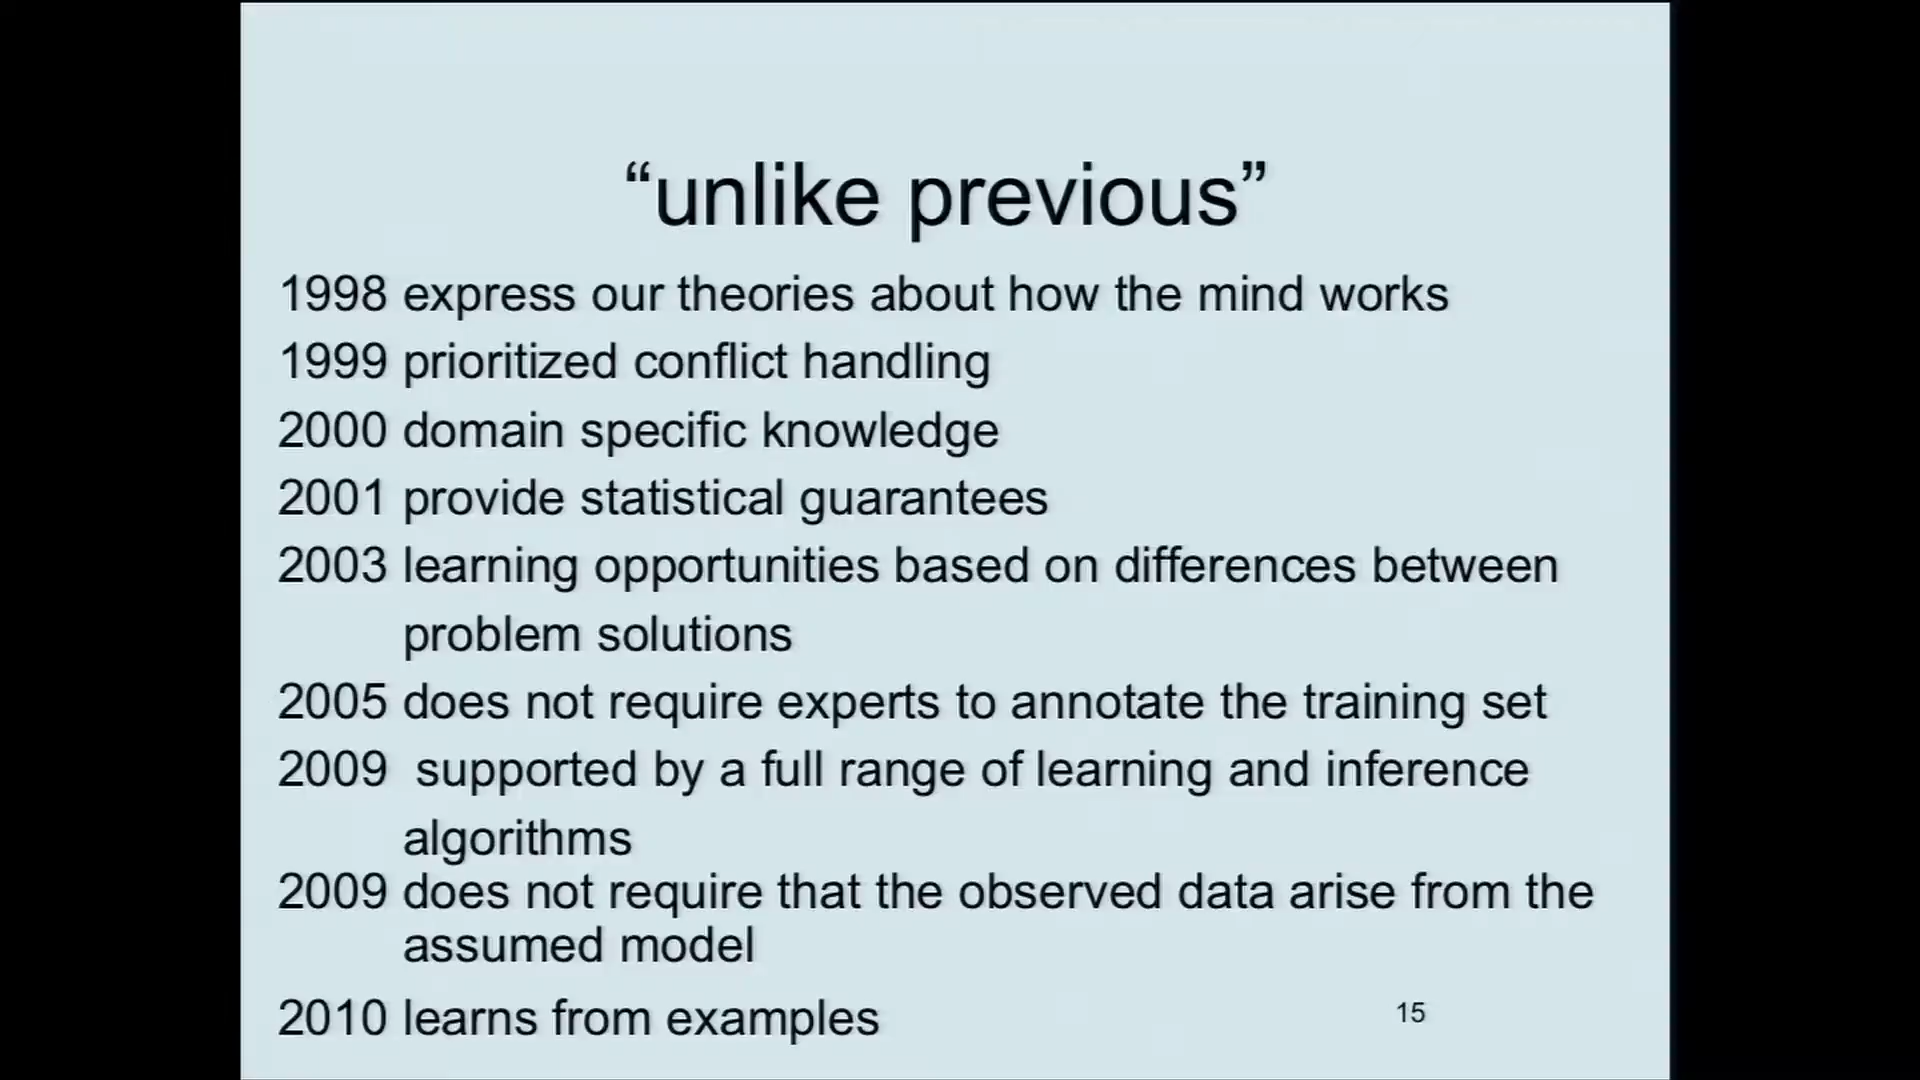 “unlike previous”
1998 express our theories about how the mind works
1999 prioritized conflict handling
2000 domain specific knowledge
2001 provide statistical guarantees
2003 learning opportunities based on differences between
problem solutions
2005 does not require experts to annotate the training set
2009 supported by a full range of learning and inference
algorithms
2009 does not require that the observed data arise from the
assumed model
2010 learns from examples
15